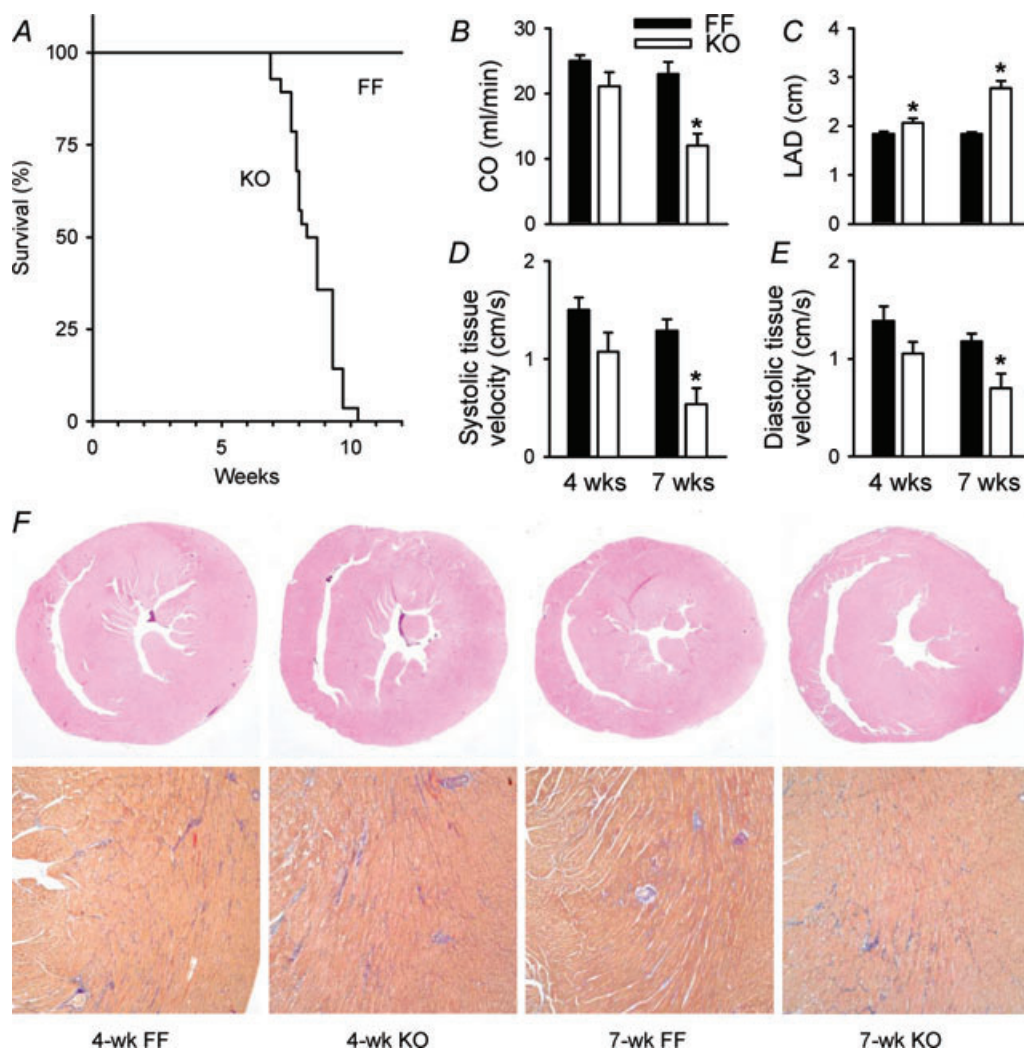 A
Survival (%)
100
75
50
25
0
FF
KO
0
5
10
Weeks
B
CO (ml/min)
30
20
10
0
*
FF
KO
C
LAD (cm)
4
3
2
1
0
*
*
D
Systolic tissue
velocity (cm/s)
2
1
0
*
4 wks
7 wks
E
Diastolic tissue
velocity (cm/s)
2
1
0
*
4 wks
7 wks
F
4-wk FF
4-wk KO
7-wk FF
7-wk KO